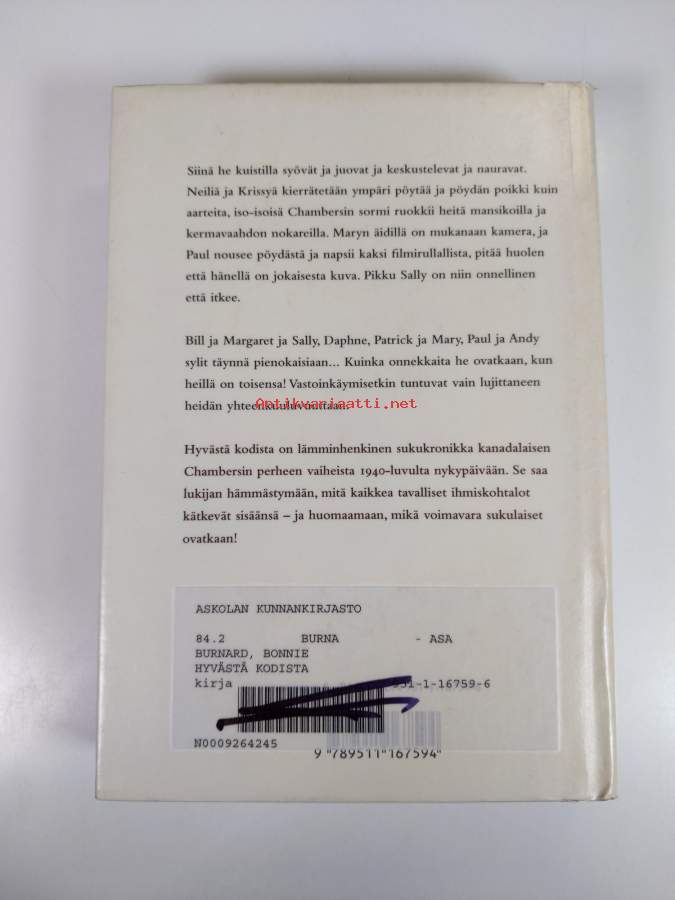 Siinä he kuistilla syövät ja juovat ja keskustelevat ja nauravat.
Neiliä ja Krissyä kierrätetään ympäri pöytää ja pöydän poikki kuin
aarteita, iso-isoisä Chambersin sormi ruokkii heitä mansikoilla ja
kermavaahdon nokareilla. Maryn äidillä on mukanaan kamera, ja
Paul nousee pöydästä ja napsii kaksi filmirullallista, pitää huolen
että hänellä on jokaisesta kuva. Pikku Sally on niin onnellinen
että itkee.
Bill ja Margaret ja Sally, Daphne, Patrick ja Mary, Paul ja Andy
sylit täynnä pienokaisiaan... Kuinka onnekkaita he ovatkaan, kun
heillä on toisensa! Vastoinkäymisetkin tuntuvat vain lujittaneen
Antikvariaatti.net
heidän yhteenkuuluvuuttaan.
Hyvästä kodista on lämminhenkinen sukukronikka kanadalaisen
Chambersin perheen vaiheista 1940-luvulta nykypäivään. Se saa
lukijan hämmästymään, mitä kaikkea tavalliset ihmiskohtalot
kätkevät sisäänsä – ja huomaamaan, mikä voimavara sukulaiset
ovatkaan!
ASKOLAN KUNNANKIRJASTO
84.2 BURNA - ASA
BURNARD, BONNIE
HYVÄSTÄ KODISTA
kirja 951-1-16759-6
N0009264245
9 789511 167594